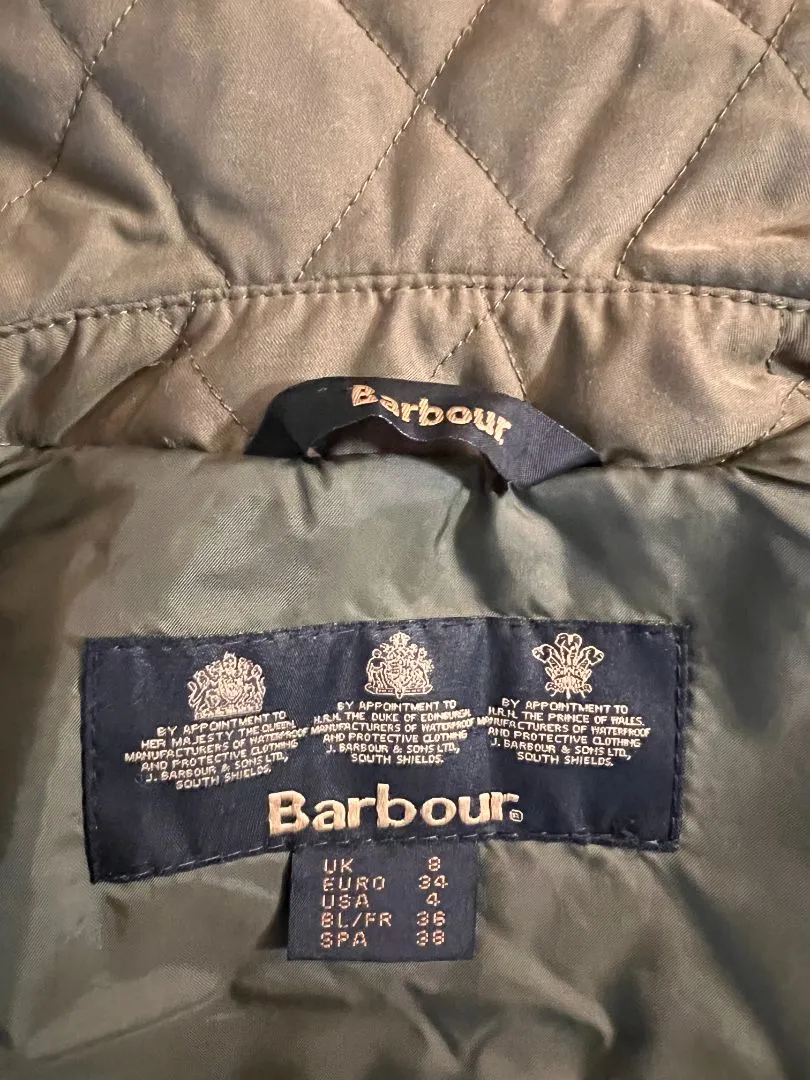 Barbour
BY APPOINTMENT TO
HER MAJESTY THE QUEEN,
MANUFACTURERS OF WATERPROOF
AND PROTECTIVE CLOTHING
J. BARBOUR & SONS LTD,
SOUTH SHIELDS.
BY APPOINTMENT TO
H.R.H. THE DUKE OF EDINBURGH,
MANUFACTURERS OF WATERPROOF
AND PROTECTIVE CLOTHING
J. BARBOUR & SONS LTD,
SOUTH SHIELDS.
BY APPOINTMENT TO
H.R.H. THE PRINCE OF WALES,
MANUFACTURERS OF WATERPROOF
AND PROTECTIVE CLOTHING
J. BARBOUR & SONS LTD,
SOUTH SHIELDS.
Barbour®
UK 8
EURO 34
USA 4
BL/FR 36
SPA 38